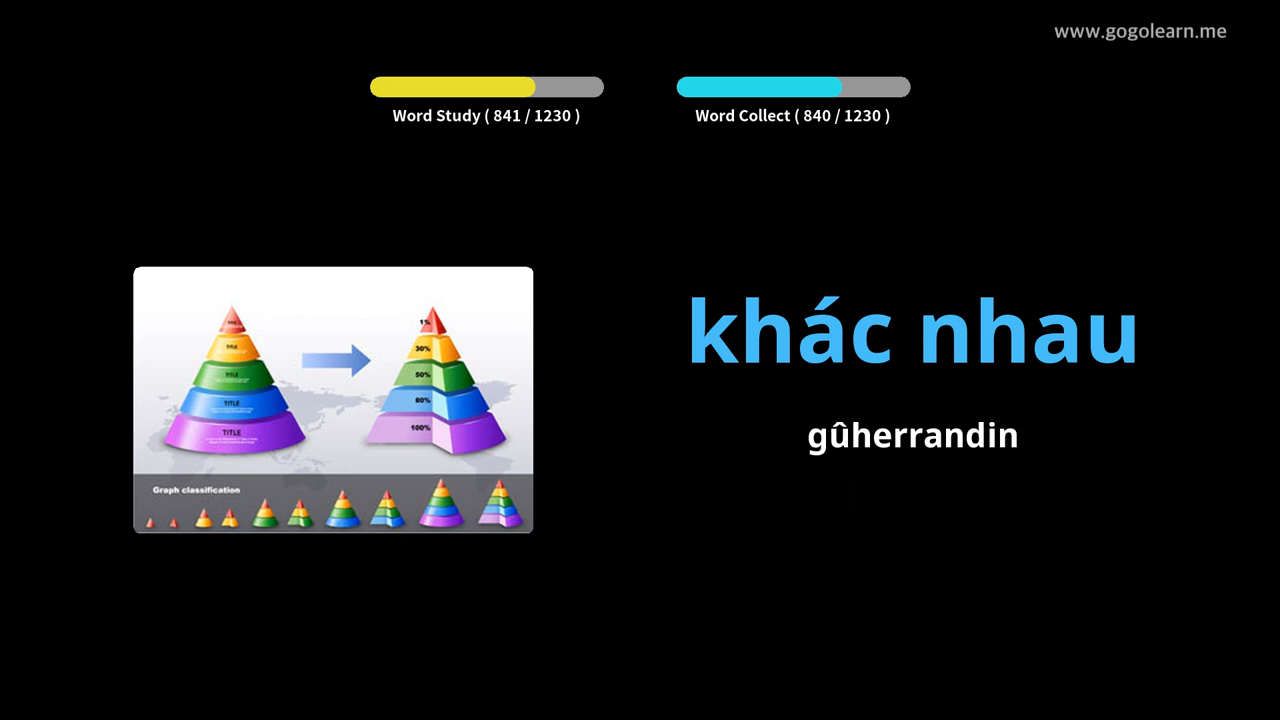 www.gogolearn.me
Word Study ( 841 / 1230 )
Word Collect ( 840 / 1230 )
khác nhau
gûherrandin
TITLE
TITLE
TITLE
TITLE
1%
30%
50%
80%
100%
Graph classification